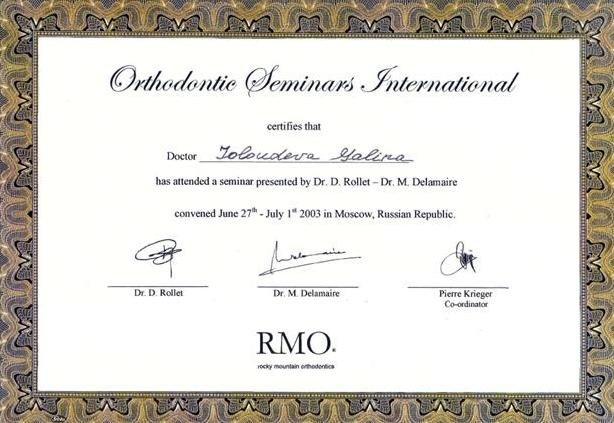 Orthodontic Seminars International
certifies that
Doctor Goloudeva Galina
has attended a seminar presented by Dr. D. Rollet – Dr. M. Delamaire
convened June 27th - July 1st 2003 in Moscow, Russian Republic.
Dr. D. Rollet Dr. M. Delamaire Pierre Krieger
Co-ordinator
RMO®
rocky mountain orthodontics